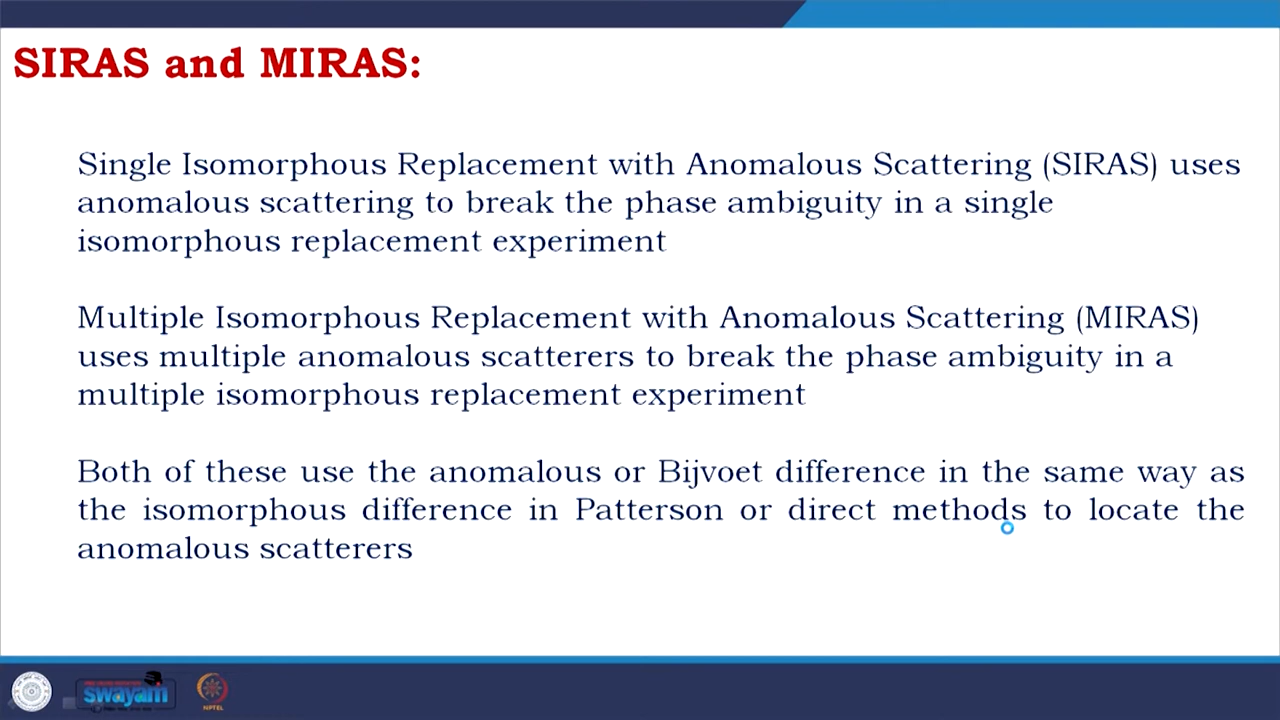 SIRAS and MIRAS:
Single Isomorphous Replacement with Anomalous Scattering (SIRAS) uses
anomalous scattering to break the phase ambiguity in a single
isomorphous replacement experiment
Multiple Isomorphous Replacement with Anomalous Scattering (MIRAS)
uses multiple anomalous scatterers to break the phase ambiguity in a
multiple isomorphous replacement experiment
Both of these use the anomalous or Bijvoet difference in the same way as
the isomorphous difference in Patterson or direct methods to locate the
anomalous scatterers
swayam
NPTEL